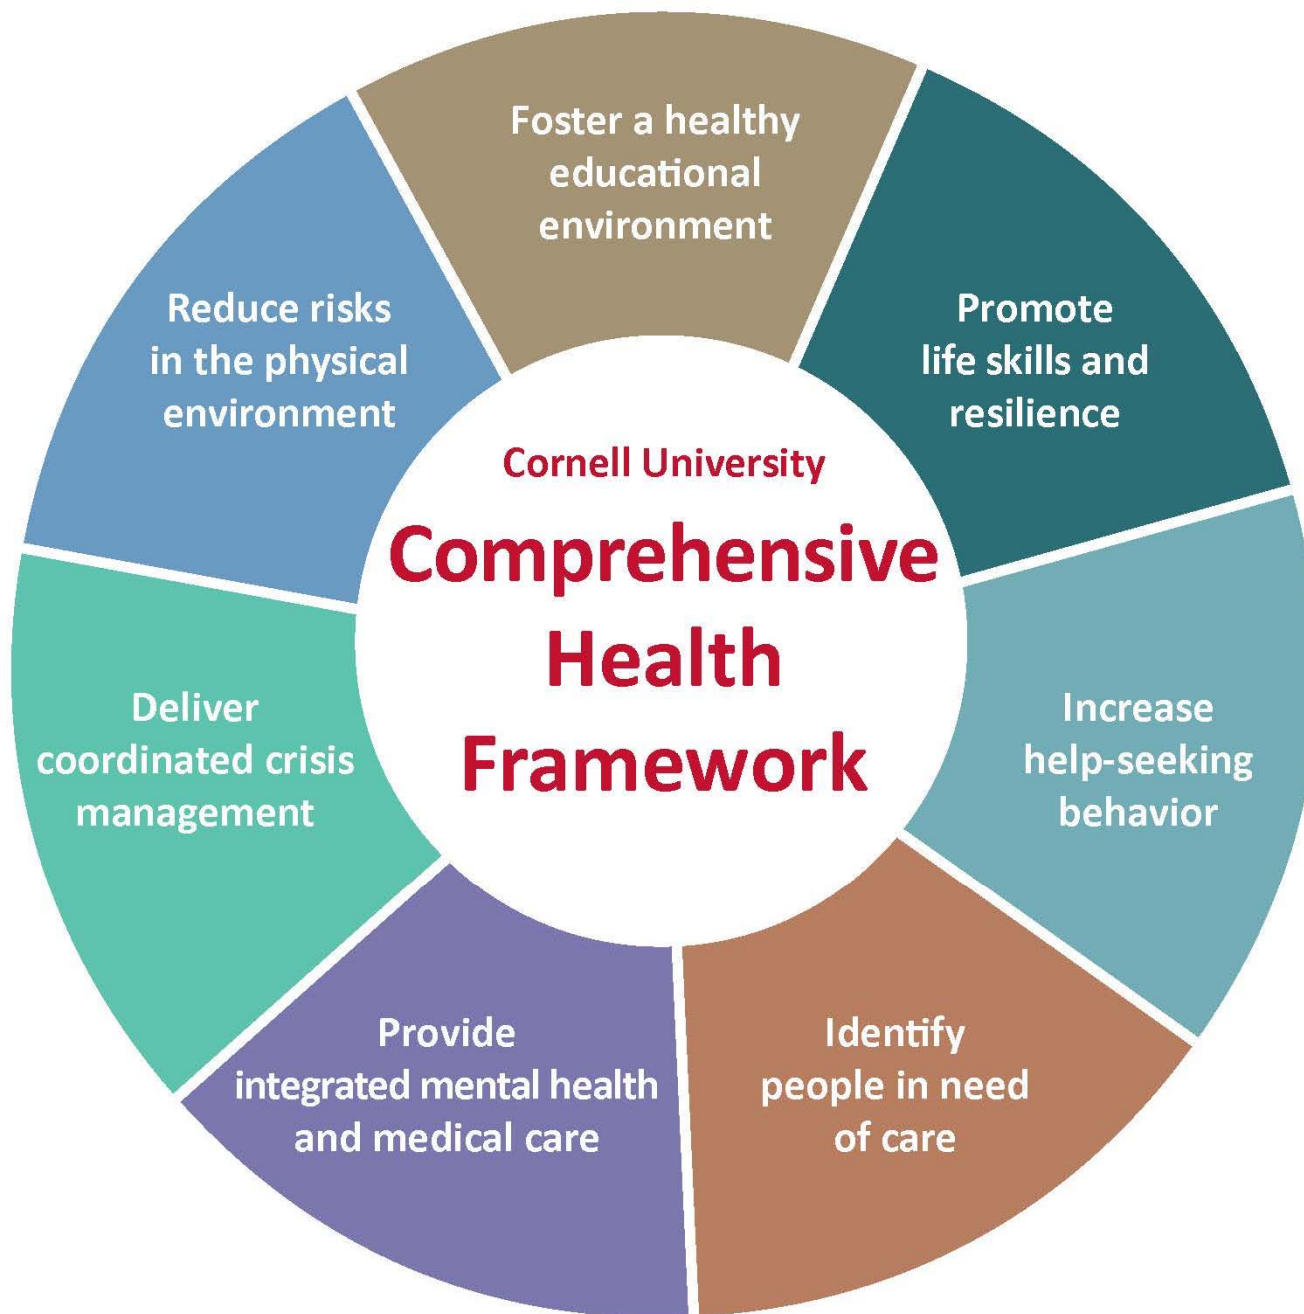 Foster a healthy
educational
environment
Promote
life skills and
resilience
Increase
help-seeking
behavior
Identify
people in need
of care
Provide
integrated mental health
and medical care
Deliver
coordinated crisis
management
Reduce risks
in the physical
environment
Cornell University
Comprehensive
Health
Framework